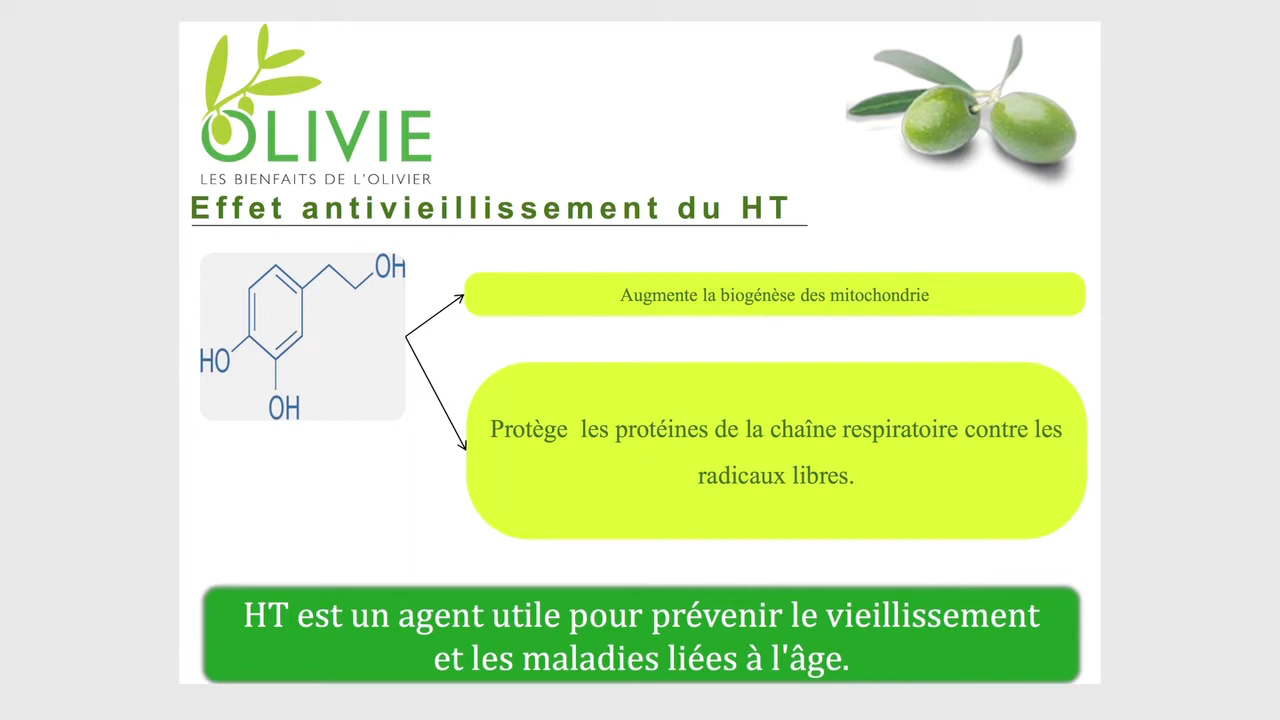 OLIVIE
LES BIENFAITS DE L'OLIVIER
Effet antivieillissement du HT
OH
HO
OH
Augmente la biogénèse des mitochondrie
Protège les protéines de la chaîne respiratoire contre les
radicaux libres.
HT est un agent utile pour prévenir le vieillissement
et les maladies liées à l'âge.